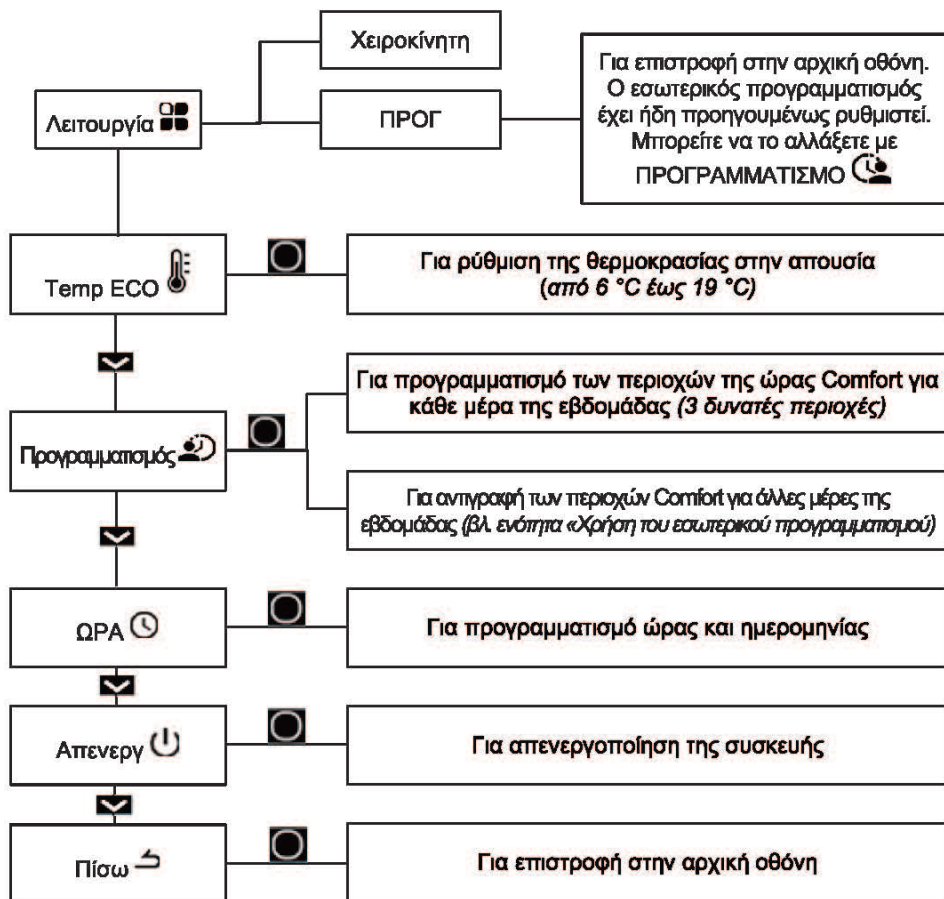 Χειροκίνητη
Λειτουργία
ΠΡΟΓ
Για επιστροφή στην αρχική οθόνη.
Ο εσωτερικός προγραμματισμός
έχει ήδη προηγουμένως ρυθμιστεί.
Μπορείτε να το αλλάξετε με
ΠΡΟΓΡΑΜΜΑΤΙΣΜΟ
Temp ECO
Για ρύθμιση της θερμοκρασίας στην απουσία
(από 6 °C έως 19 °C)
Προγραμματισμός
Για προγραμματισμό των περιοχών της ώρας Comfort για
κάθε μέρα της εβδομάδας (3 δυνατές περιοχές)
Για αντιγραφή των περιοχών Comfort για άλλες μέρες της
εβδομάδας (βλ. ενότητα «Χρήση του εσωτερικού προγραμματισμού)
ΩΡΑ
Για προγραμματισμό ώρας και ημερομηνίας
Απενεργ
Για απενεργοποίηση της συσκευής
Πίσω
Για επιστροφή στην αρχική οθόνη